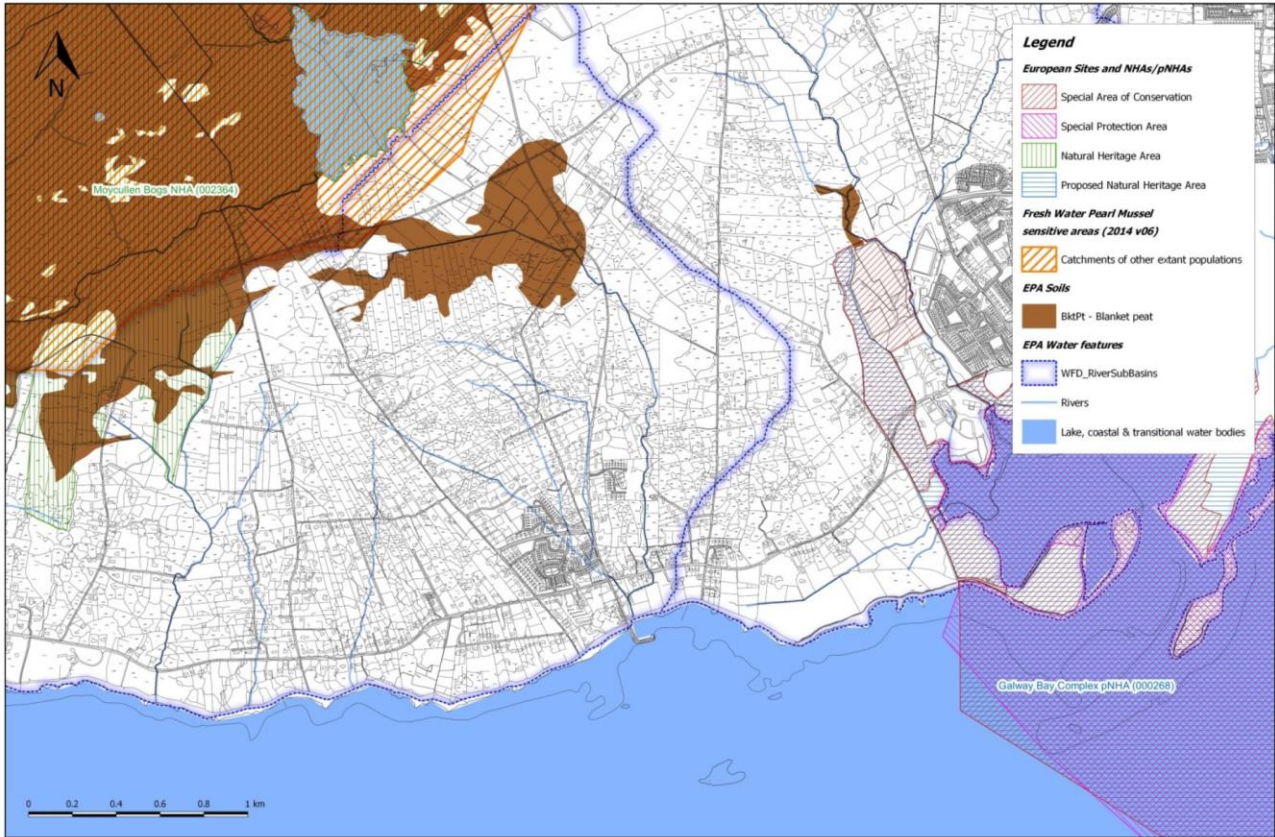 N
Moycullen Bogs NHA (002364)
Legend
European Sites and NHAs/pNHAs
Special Area of Conservation
Special Protection Area
Natural Heritage Area
Proposed Natural Heritage Area
Fresh Water Pearl Mussel
sensitive areas (2014 v06)
Catchments of other extant populations
EPA Soils
BktPt - Blanket peat
EPA Water features
WFD_RiverSubBasins
Rivers
Lake, coastal & transitional water bodies
Galway Bay Complex pNHA (000268)
0 0.2 0.4 0.6 0.8 1 km